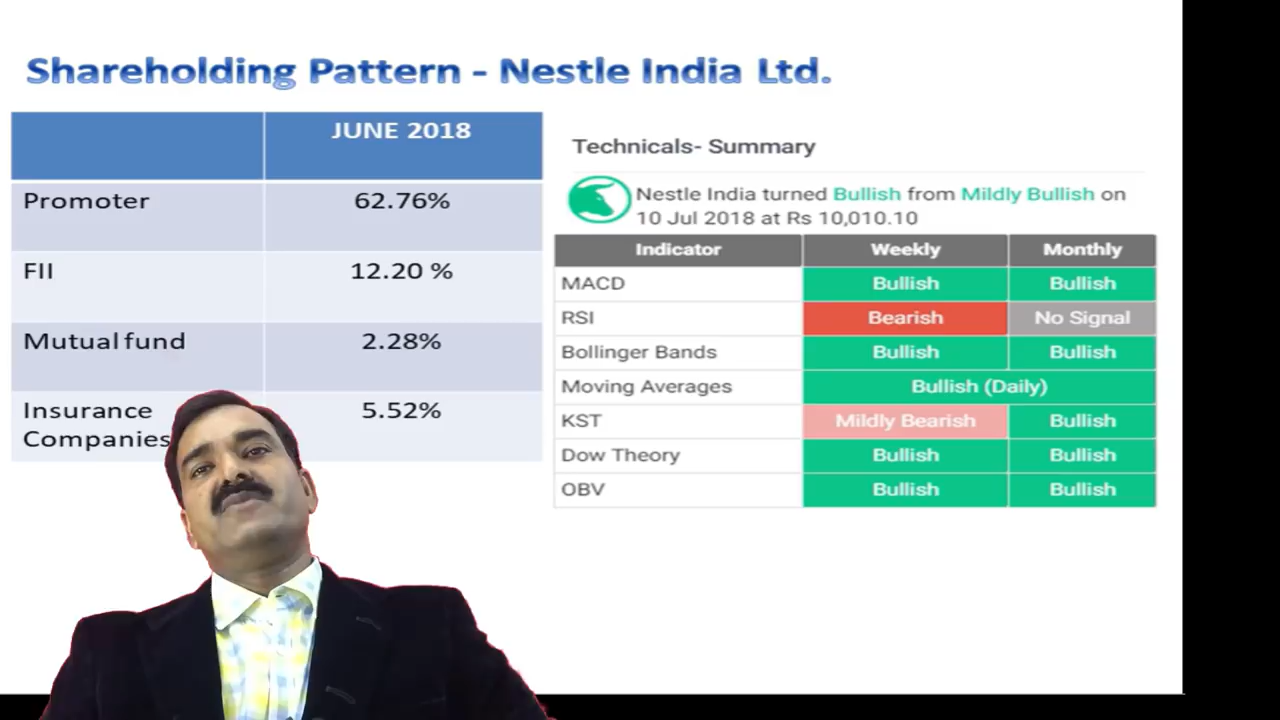 Shareholding Pattern - Nestle India Ltd.
JUNE 2018
Promoter 62.76%
FII 12.20 %
Mutual fund 2.28%
Insurance 5.52%
Companies
Technicals- Summary
Nestle India turned Bullish from Mildly Bullish on
10 Jul 2018 at Rs 10,010.10
Indicator Weekly Monthly
MACD Bullish Bullish
RSI Bearish No Signal
Bollinger Bands Bullish Bullish
Moving Averages Bullish (Daily)
KST Mildly Bearish Bullish
Dow Theory Bullish Bullish
OBV Bullish Bullish